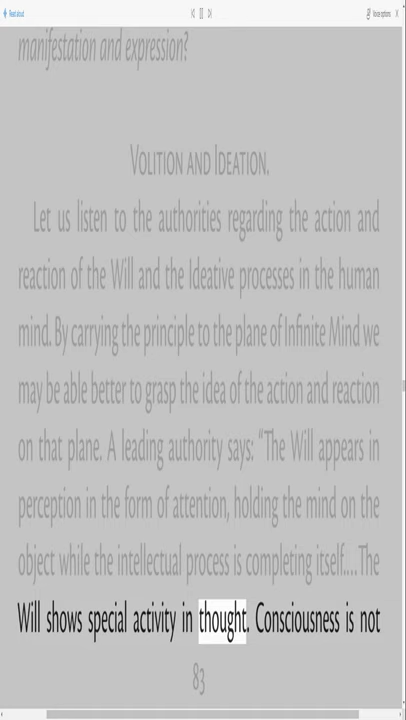 Read aloud
Voice options
manifestation and expression?
VOLITION AND IDEATION.
Let us listen to the authorities regarding the action and
reaction of the Will and the Ideative processes in the human
mind. By carrying the principle to the plane of Infinite Mind we
may be able better to grasp the idea of the action and reaction
on that plane. A leading authority says: “The Will appears in
perception in the form of attention, holding the mind on the
object while the intellectual process is completing itself....The
Will shows special activity in thought. Consciousness is not
83